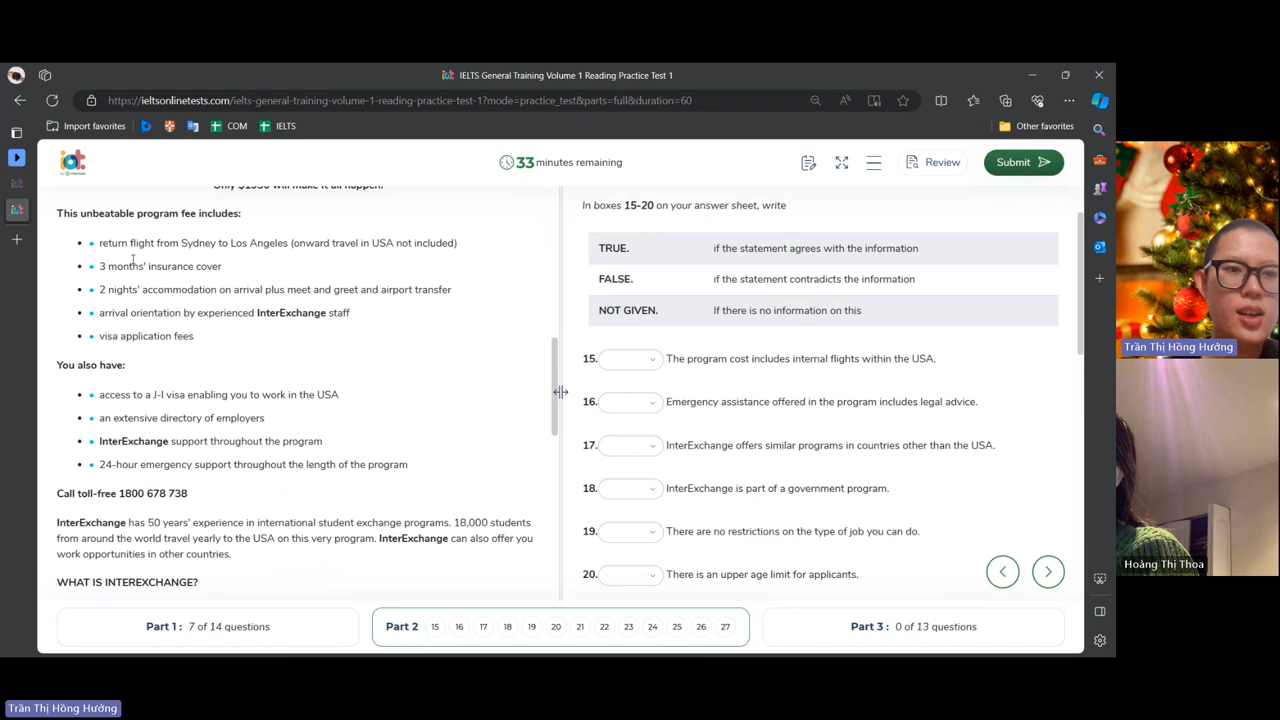 IELTS General Training Volume 1 Reading Practice Test 1
https://ieltsonlinetests.com/ielts-general-training-volume-1-reading-practice-test-1?mode=practice_test&parts=full&duration=60
Import favorites
COM
IELTS
Other favorites
iot
33 minutes remaining
Review
Submit
Only $1950 will make it all happen.
This unbeatable program fee includes:
• return flight from Sydney to Los Angeles (onward travel in USA not included)
• 3 months' insurance cover
• 2 nights' accommodation on arrival plus meet and greet and airport transfer
• arrival orientation by experienced InterExchange staff
• visa application fees
You also have:
• access to a J-I visa enabling you to work in the USA
• an extensive directory of employers
• InterExchange support throughout the program
• 24-hour emergency support throughout the length of the program
Call toll-free 1800 678 738
InterExchange has 50 years' experience in international student exchange programs. 18,000 students
from around the world travel yearly to the USA on this very program. InterExchange can also offer you
work opportunities in other countries.
WHAT IS INTEREXCHANGE?
In boxes 15-20 on your answer sheet, write
TRUE. if the statement agrees with the information
FALSE. if the statement contradicts the information
NOT GIVEN. If there is no information on this
15. The program cost includes internal flights within the USA.
16. Emergency assistance offered in the program includes legal advice.
17. InterExchange offers similar programs in countries other than the USA.
18. InterExchange is part of a government program.
19. There are no restrictions on the type of job you can do.
20. There is an upper age limit for applicants.
Part 1 : 7 of 14 questions
Part 2 15 16 17 18 19 20 21 22 23 24 25 26 27
Part 3 : 0 of 13 questions
Trần Thị Hồng Hưởng
Hoàng Thị Thoa
Trần Thị Hồng Hưởng